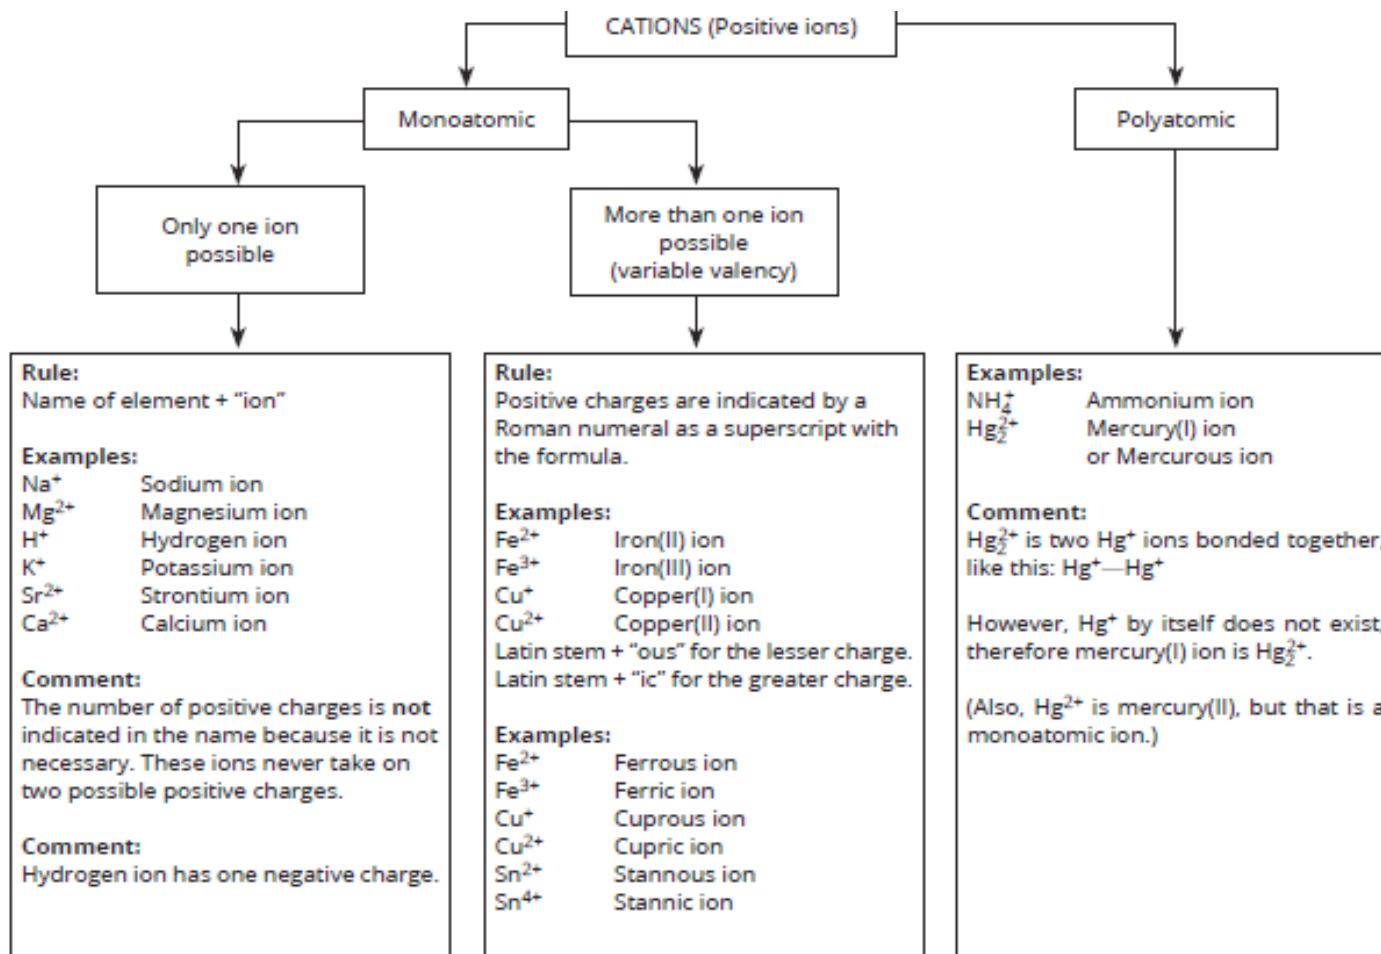 CATIONS (Positive ions)
Monoatomic
Polyatomic
Only one ion
possible
More than one ion
possible
(variable valency)
Rule:
Name of element + “ion”
Examples:
Na⁺ Sodium ion
Mg²⁺ Magnesium ion
H⁺ Hydrogen ion
K⁺ Potassium ion
Sr²⁺ Strontium ion
Ca²⁺ Calcium ion
Comment:
The number of positive charges is not
indicated in the name because it is not
necessary. These ions never take on
two possible positive charges.
Comment:
Hydrogen ion has one negative charge.
Rule:
Positive charges are indicated by a
Roman numeral as a superscript with
the formula.
Examples:
Fe²⁺ Iron(II) ion
Fe³⁺ Iron(III) ion
Cu⁺ Copper(I) ion
Cu²⁺ Copper(II) ion
Latin stem + “ous” for the lesser charge.
Latin stem + “ic” for the greater charge.
Examples:
Fe²⁺ Ferrous ion
Fe³⁺ Ferric ion
Cu⁺ Cuprous ion
Cu²⁺ Cupric ion
Sn²⁺ Stannous ion
Sn⁴⁺ Stannic ion
Examples:
NH₄⁺ Ammonium ion
Hg₂²⁺ Mercury(I) ion
or Mercurous ion
Comment:
Hg₂²⁺ is two Hg⁺ ions bonded together,
like this: Hg⁺—Hg⁺
However, Hg⁺ by itself does not exist,
therefore mercury(I) ion is Hg₂²⁺.
(Also, Hg²⁺ is mercury(II), but that is a
monoatomic ion.)